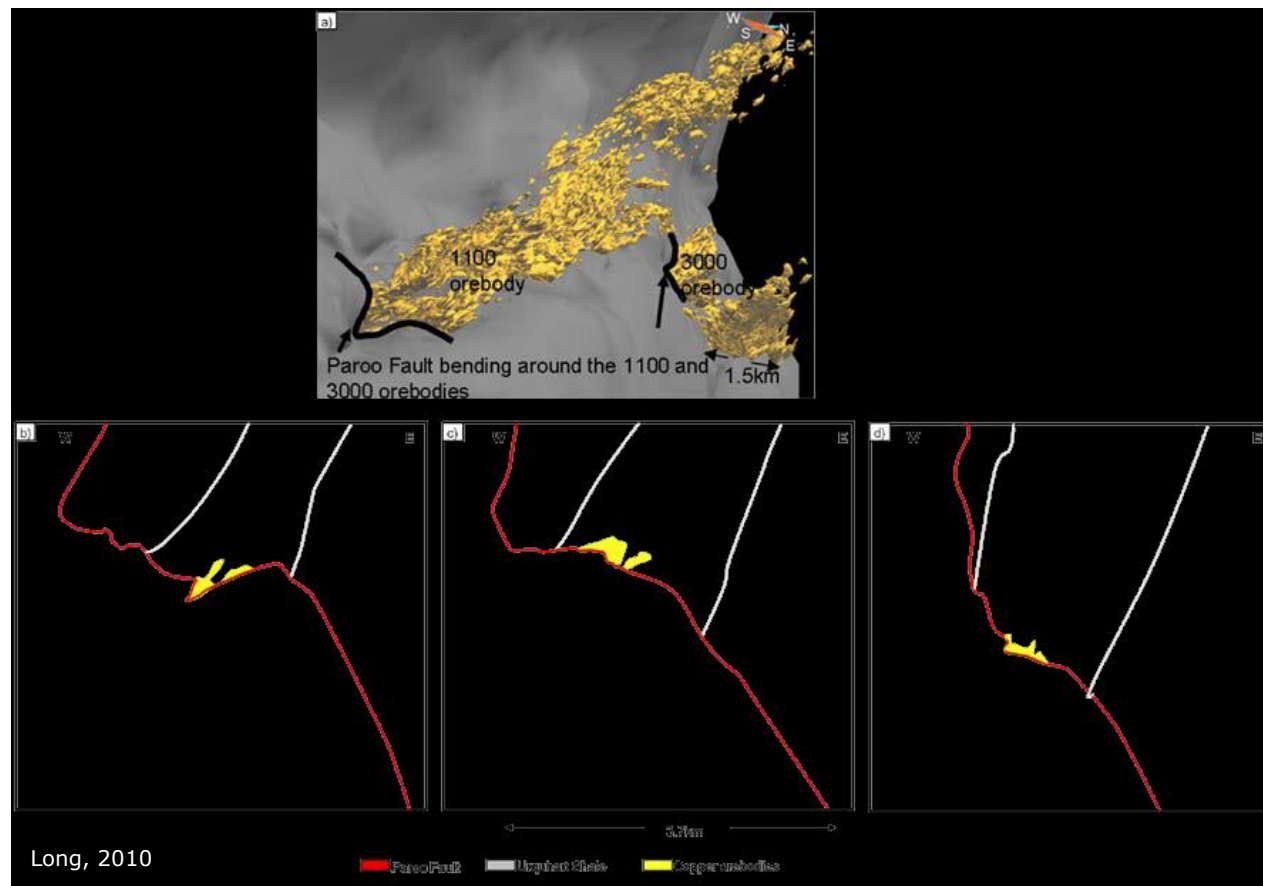 a)
W
N
S
E
1100
orebody
3000
orebody
Paroo Fault bending around the 1100 and
3000 orebodies
1.5km
b)
W
E
c)
W
E
d)
W
E
Long, 2010
Paroo Fault
Urquhart Shale
Copper orebodies